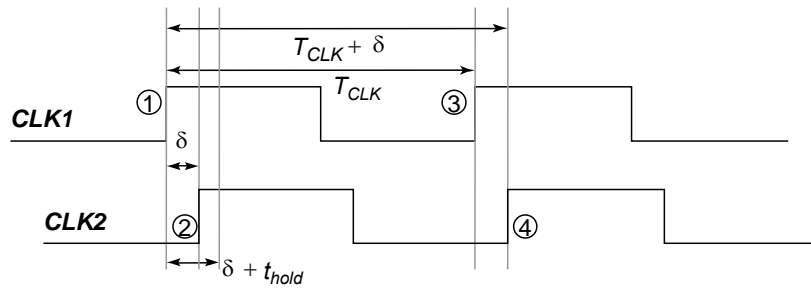 T_CLK + δ
T_CLK
① ③
CLK1
δ
CLK2 ② ④
δ + t_hold